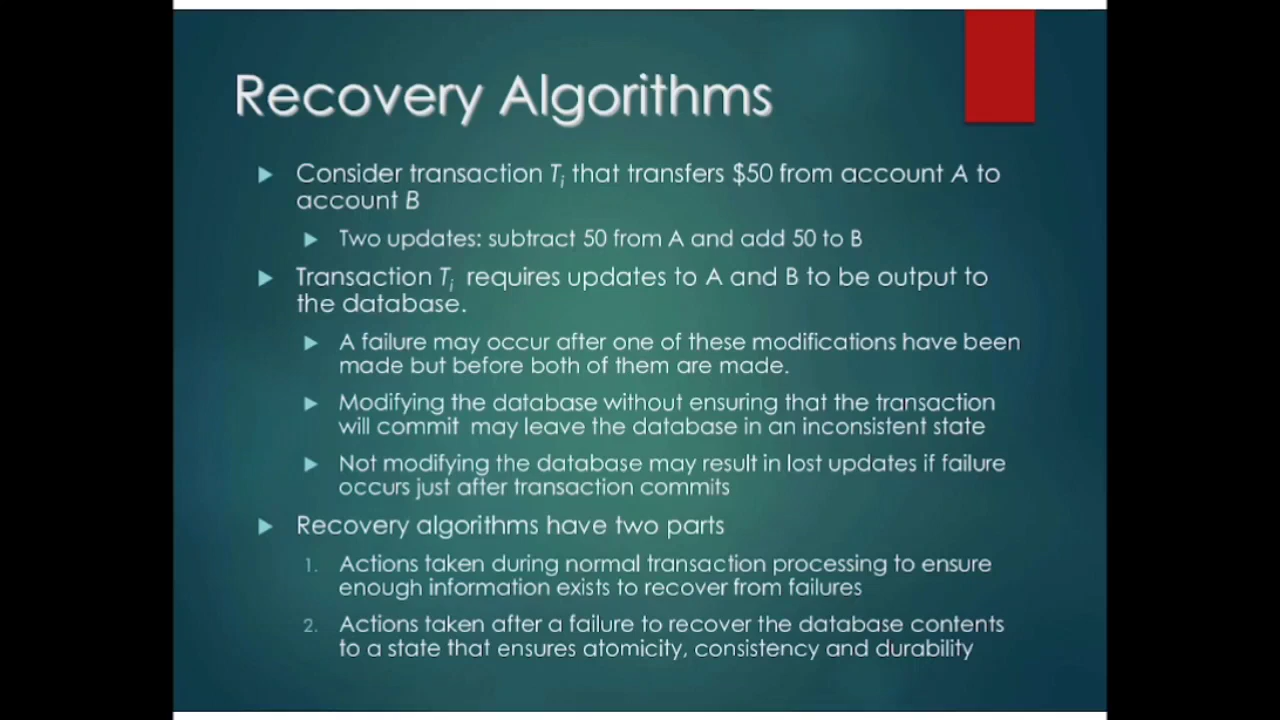 Recovery Algorithms
Consider transaction Ti that transfers $50 from account A to
account B
Two updates: subtract 50 from A and add 50 to B
Transaction Ti requires updates to A and B to be output to
the database.
A failure may occur after one of these modifications have been
made but before both of them are made.
Modifying the database without ensuring that the transaction
will commit may leave the database in an inconsistent state
Not modifying the database may result in lost updates if failure
occurs just after transaction commits
Recovery algorithms have two parts
1. Actions taken during normal transaction processing to ensure
enough information exists to recover from failures
2. Actions taken after a failure to recover the database contents
to a state that ensures atomicity, consistency and durability